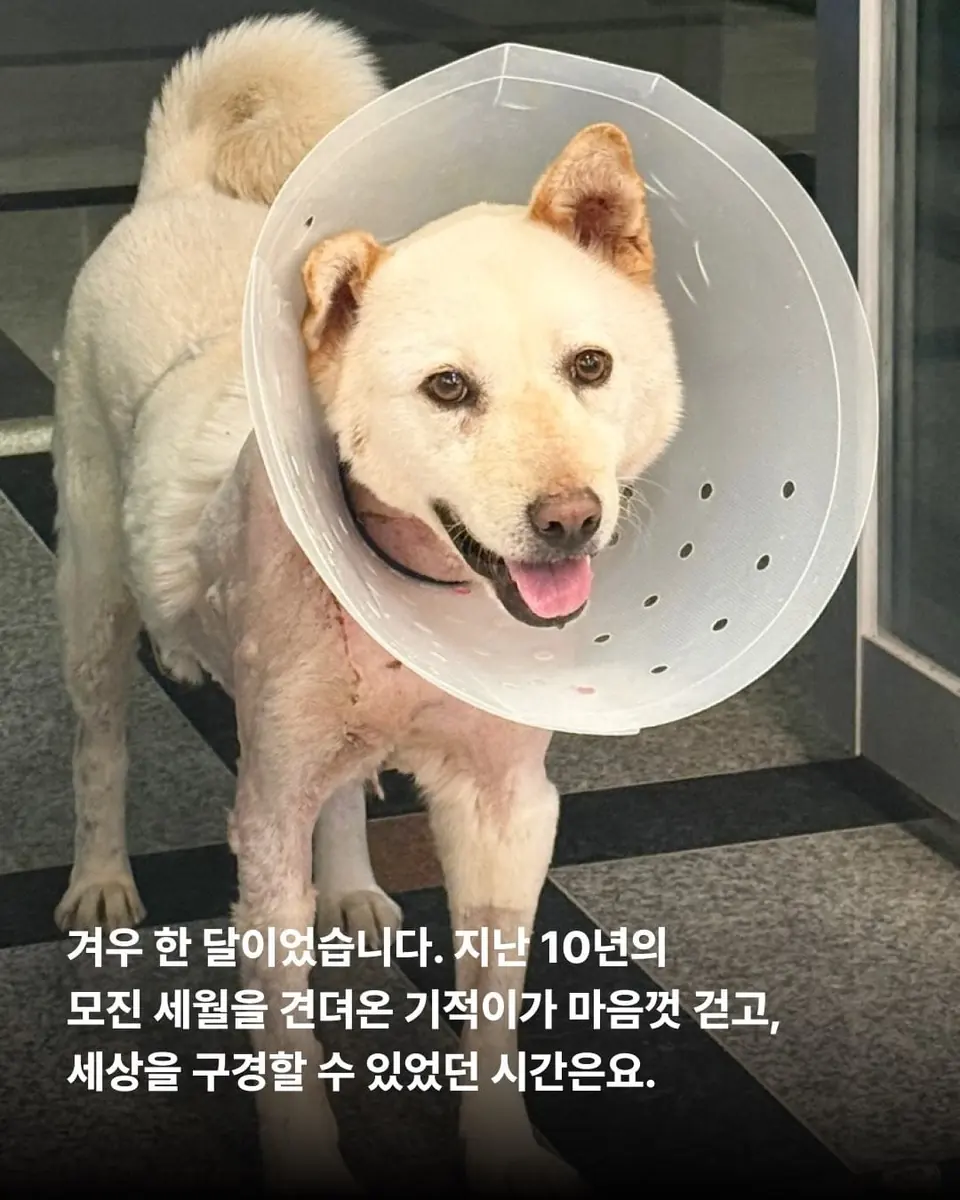 겨우 한 달이었습니다. 지난 10년의
모진 세월을 견뎌온 기적이가 마음껏 걷고,
세상을 구경할 수 있었던 시간은요.